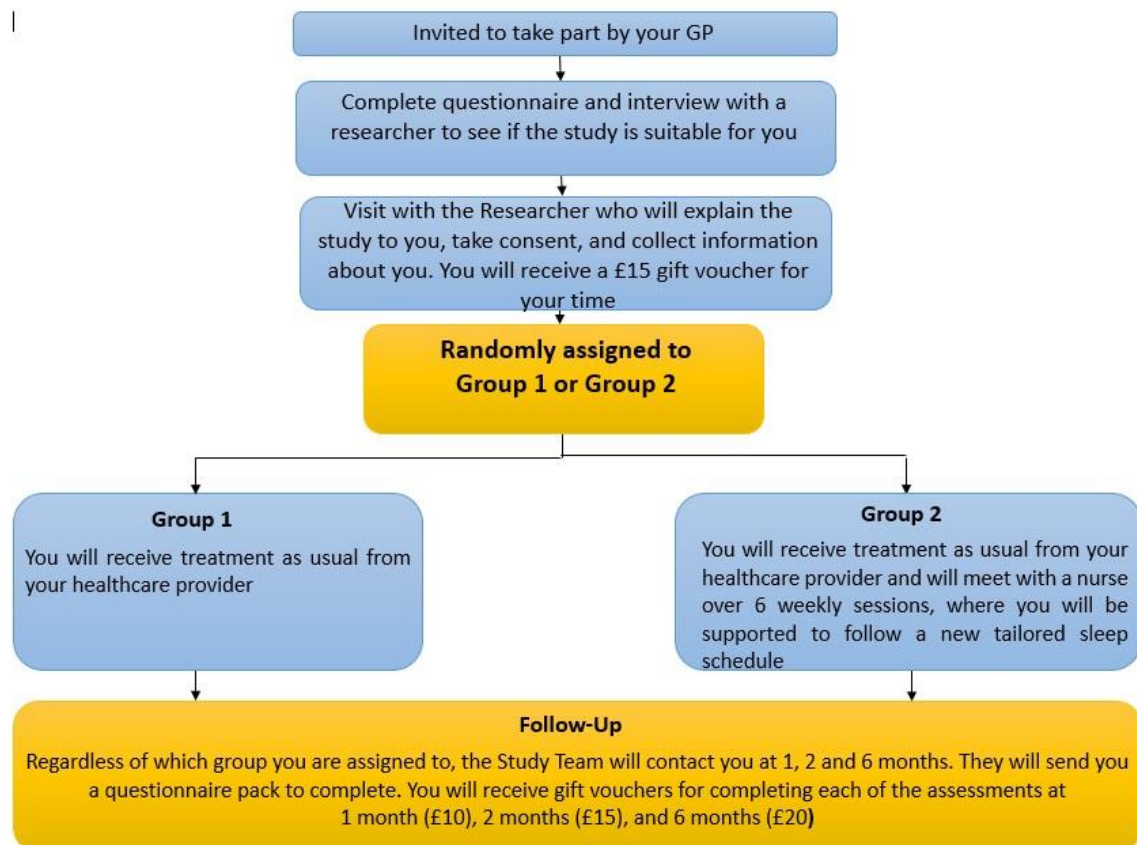 Invited to take part by your GP
Complete questionnaire and interview with a
researcher to see if the study is suitable for you
Visit with the Researcher who will explain the
study to you, take consent, and collect information
about you. You will receive a £15 gift voucher for
your time
Randomly assigned to
Group 1 or Group 2
Group 1
You will receive treatment as usual from
your healthcare provider
Group 2
You will receive treatment as usual from your
healthcare provider and will meet with a nurse
over 6 weekly sessions, where you will be
supported to follow a new tailored sleep
schedule
Follow-Up
Regardless of which group you are assigned to, the Study Team will contact you at 1, 2 and 6 months. They will send you
a questionnaire pack to complete. You will receive gift vouchers for completing each of the assessments at
1 month (£10), 2 months (£15), and 6 months (£20)